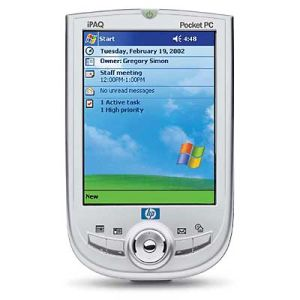 iPAQ Pocket PC
Start 4:48
Tuesday, February 19, 2002
Owner: Gregory Simon
Staff meeting
12:00PM-1:00PM
No unread messages
1 Active task
1 High priority
New
hp